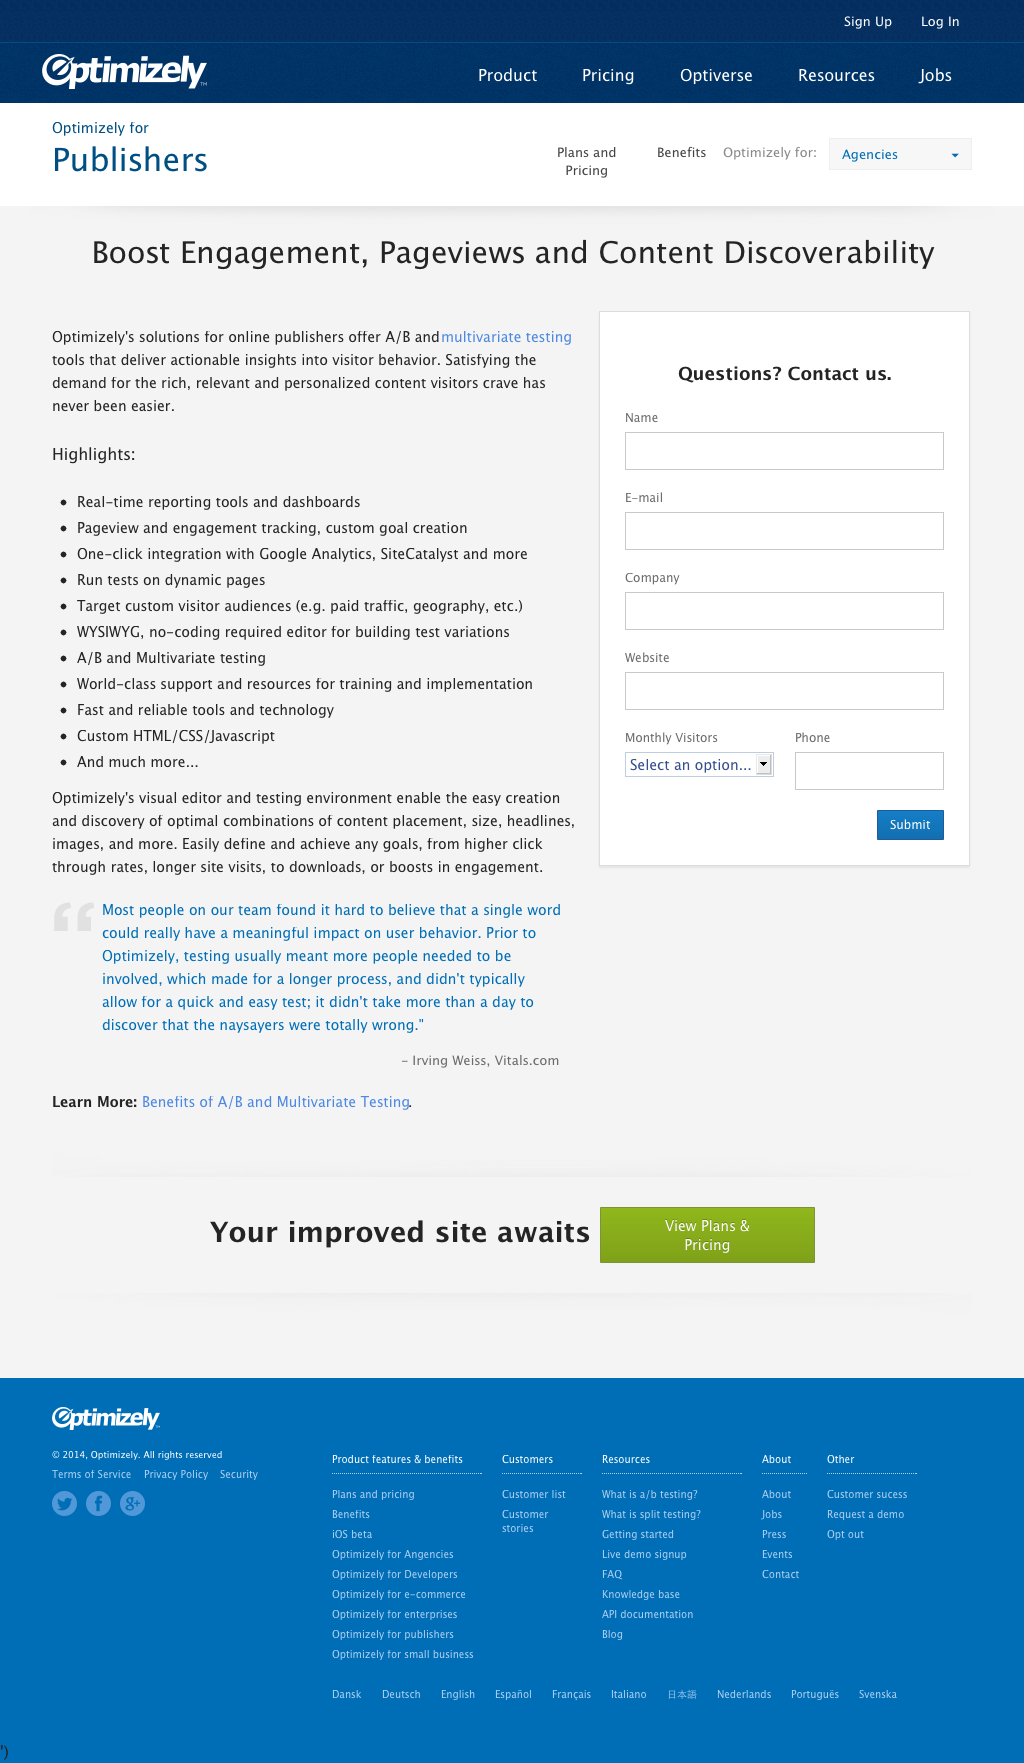 Sign Up Log In
Optimizely
Product Pricing Optiverse Resources Jobs
Optimizely for
Publishers
Plans and
Pricing
Benefits Optimizely for: Agencies
Boost Engagement, Pageviews and Content Discoverability
Optimizely's solutions for online publishers offer A/B and multivariate testing
tools that deliver actionable insights into visitor behavior. Satisfying the
demand for the rich, relevant and personalized content visitors crave has
never been easier.
Highlights:
Real-time reporting tools and dashboards
Pageview and engagement tracking, custom goal creation
One-click integration with Google Analytics, SiteCatalyst and more
Run tests on dynamic pages
Target custom visitor audiences (e.g. paid traffic, geography, etc.)
WYSIWYG, no-coding required editor for building test variations
A/B and Multivariate testing
World-class support and resources for training and implementation
Fast and reliable tools and technology
Custom HTML/CSS/Javascript
And much more...
Optimizely's visual editor and testing environment enable the easy creation
and discovery of optimal combinations of content placement, size, headlines,
images, and more. Easily define and achieve any goals, from higher click
through rates, longer site visits, to downloads, or boosts in engagement.
“ Most people on our team found it hard to believe that a single word
could really have a meaningful impact on user behavior. Prior to
Optimizely, testing usually meant more people needed to be
involved, which made for a longer process, and didn't typically
allow for a quick and easy test; it didn't take more than a day to
discover that the naysayers were totally wrong."
- Irving Weiss, Vitals.com
Learn More: Benefits of A/B and Multivariate Testing.
Questions? Contact us.
Name
E-mail
Company
Website
Monthly Visitors Phone
Select an option...
Submit
Your improved site awaits
View Plans &
Pricing
Optimizely
© 2014, Optimizely. All rights reserved
Terms of Service Privacy Policy Security
Product features & benefits
Plans and pricing
Benefits
iOS beta
Optimizely for Angencies
Optimizely for Developers
Optimizely for e-commerce
Optimizely for enterprises
Optimizely for publishers
Optimizely for small business
Customers
Customer list
Customer
stories
Resources
What is a/b testing?
What is split testing?
Getting started
Live demo signup
FAQ
Knowledge base
API documentation
Blog
About
About
Jobs
Press
Events
Contact
Other
Customer sucess
Request a demo
Opt out
Dansk Deutsch English Español Français Italiano 日本語 Nederlands Português Svenska
')